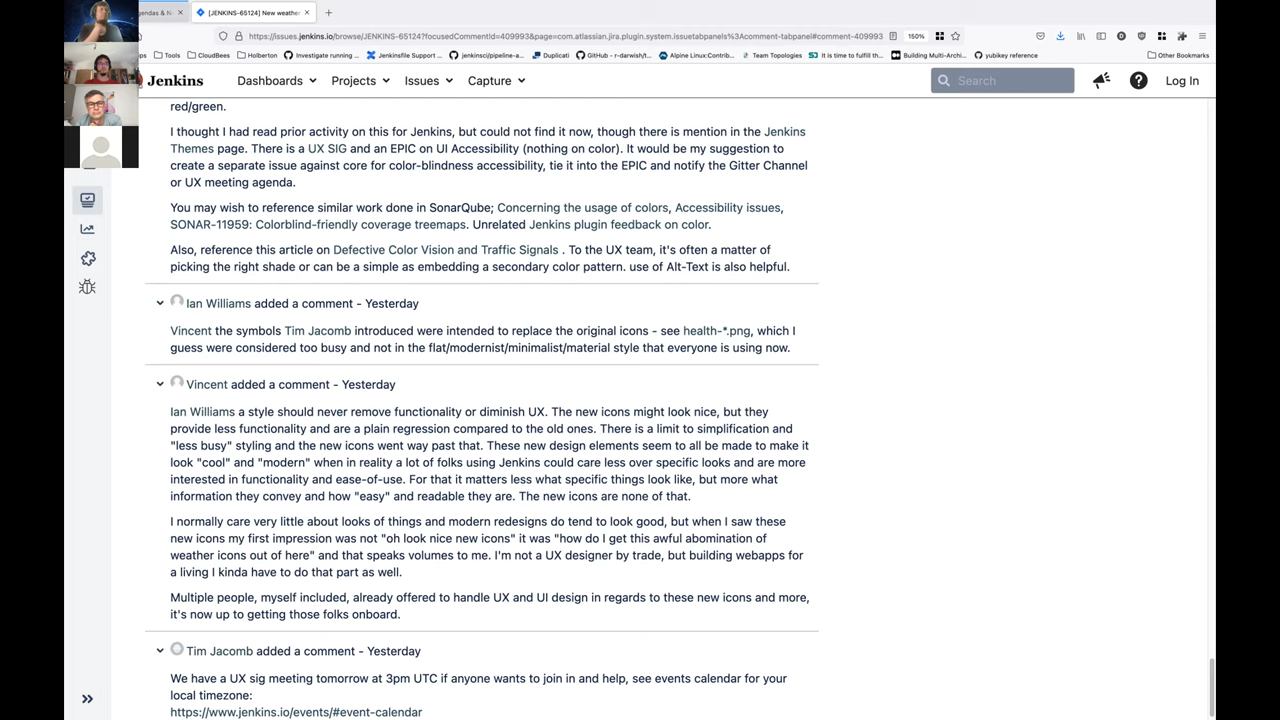 gendas & N
[JENKINS-65124] New weather
https://issues.jenkins.io/browse/JENKINS-65124?focusedCommentId=409993&page=com.atlassian.jira.plugin.system.issuetabpanels%3Acomment-tabpanel#comment-409993
150%
Tools
CloudBees
Holberton
Investigate running ...
Jenkinsfile Support ...
jenkinsci/pipeline-a...
Duplicati
GitHub - r-darwish/t...
Alpine Linux:Contrib...
Team Topologies
It is time to fulfill th...
Building Multi-Archi...
yubikey reference
Other Bookmarks
Jenkins
Dashboards
Projects
Issues
Capture
Search
Log In
red/green.
I thought I had read prior activity on this for Jenkins, but could not find it now, though there is mention in the Jenkins
Themes page. There is a UX SIG and an EPIC on UI Accessibility (nothing on color). It would be my suggestion to
create a separate issue against core for color-blindness accessibility, tie it into the EPIC and notify the Gitter Channel
or UX meeting agenda.
You may wish to reference similar work done in SonarQube; Concerning the usage of colors, Accessibility issues,
SONAR-11959: Colorblind-friendly coverage treemaps. Unrelated Jenkins plugin feedback on color.
Also, reference this article on Defective Color Vision and Traffic Signals . To the UX team, it's often a matter of
picking the right shade or can be a simple as embedding a secondary color pattern. use of Alt-Text is also helpful.
Ian Williams added a comment - Yesterday
Vincent the symbols Tim Jacomb introduced were intended to replace the original icons - see health-*.png, which I
guess were considered too busy and not in the flat/modernist/minimalist/material style that everyone is using now.
Vincent added a comment - Yesterday
Ian Williams a style should never remove functionality or diminish UX. The new icons might look nice, but they
provide less functionality and are a plain regression compared to the old ones. There is a limit to simplification and
"less busy" styling and the new icons went way past that. These new design elements seem to all be made to make it
look "cool" and "modern" when in reality a lot of folks using Jenkins could care less over specific looks and are more
interested in functionality and ease-of-use. For that it matters less what specific things look like, but more what
information they convey and how "easy" and readable they are. The new icons are none of that.
I normally care very little about looks of things and modern redesigns do tend to look good, but when I saw these
new icons my first impression was not "oh look nice new icons" it was "how do I get this awful abomination of
weather icons out of here" and that speaks volumes to me. I'm not a UX designer by trade, but building webapps for
a living I kinda have to do that part as well.
Multiple people, myself included, already offered to handle UX and UI design in regards to these new icons and more,
it's now up to getting those folks onboard.
Tim Jacomb added a comment - Yesterday
We have a UX sig meeting tomorrow at 3pm UTC if anyone wants to join in and help, see events calendar for your
local timezone:
https://www.jenkins.io/events/#event-calendar